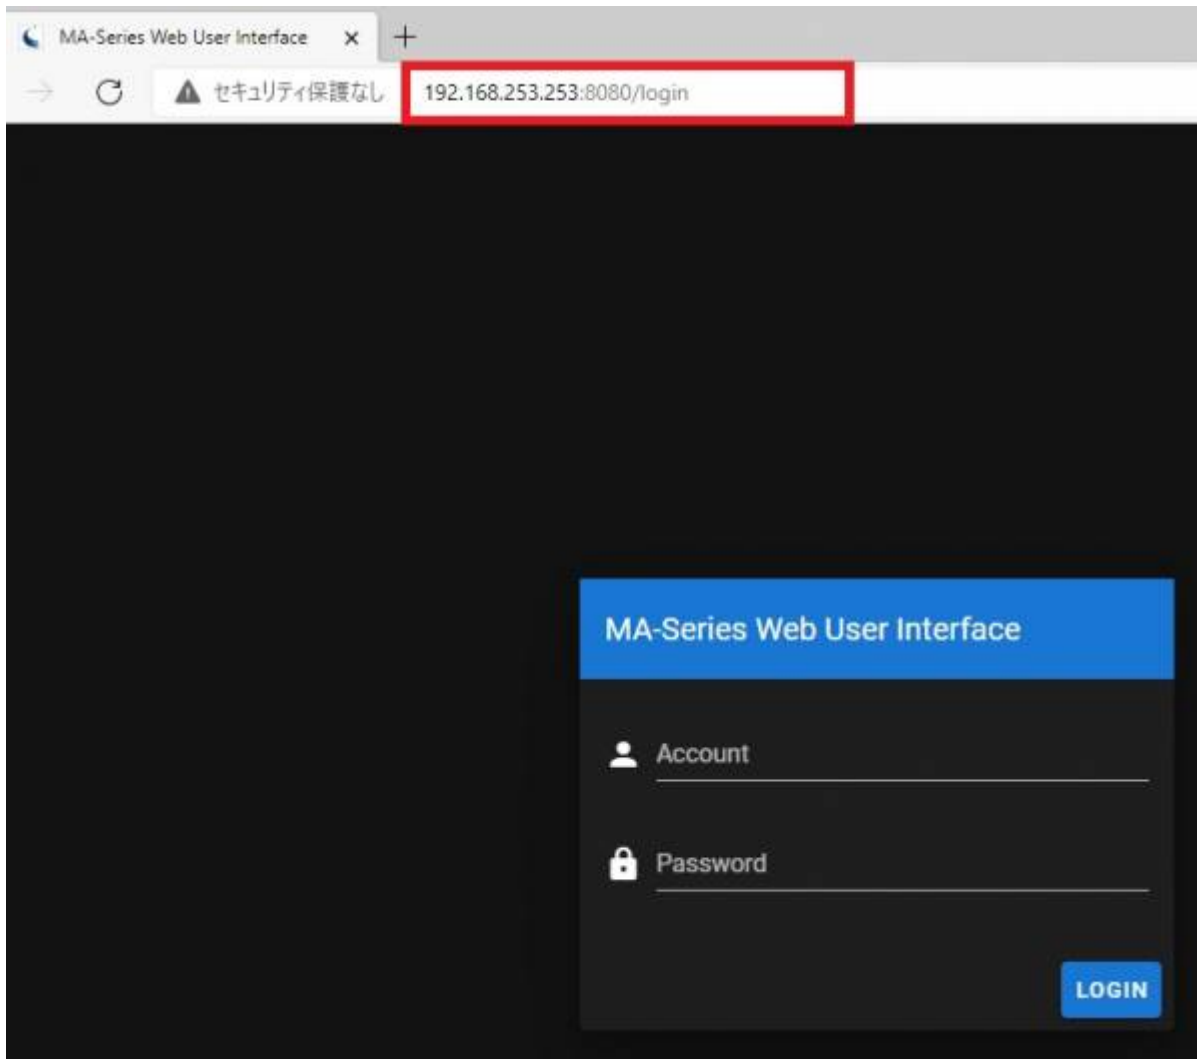 MA-Series Web User Interface
セキュリティ保護なし 192.168.253.253:8080/login
MA-Series Web User Interface
Account
Password
LOGIN